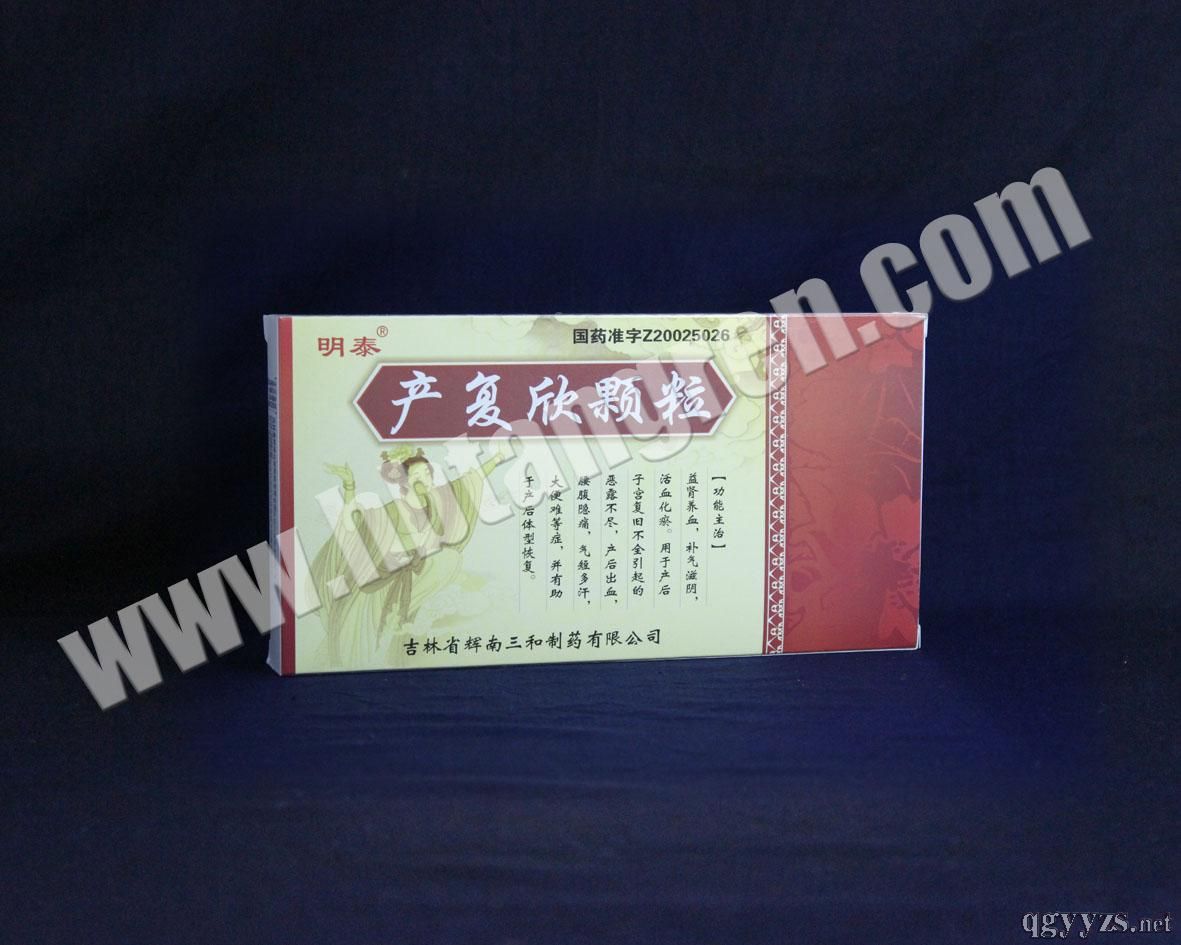 明泰®
国药准字Z20025026
产复欣颗粒
【功能主治】
益肾养血，补气滋阴，
活血化瘀。用于产后
子宫复旧不全引起的
恶露不尽，产后出血，
腰腹隐痛，气短多汗，
大便难等症，并有助
于产后体型恢复。
吉林省辉南三和制药有限公司
www.hbtangren.com
qgyyzs.net